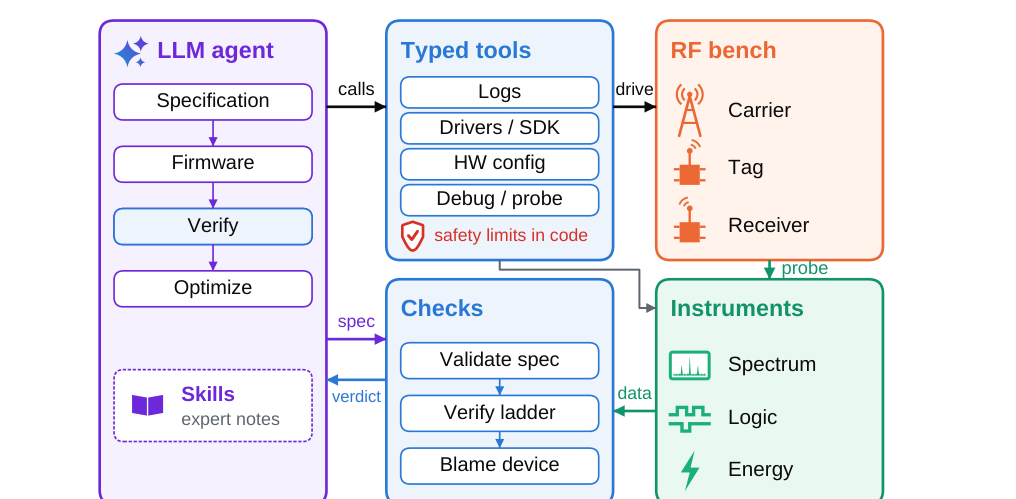 LLM agent
Specification
Firmware
Verify
Optimize
Skills
expert notes
calls
spec
verdict
Typed tools
Logs
Drivers / SDK
HW config
Debug / probe
safety limits in code
drive
Checks
Validate spec
Verify ladder
Blame device
data
RF bench
Carrier
Tag
Receiver
probe
Instruments
Spectrum
Logic
Energy